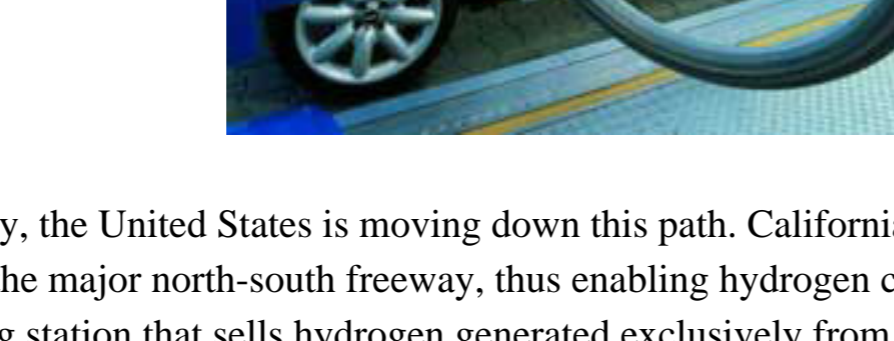 y, the United States is moving down this path. California
he major north-south freeway, thus enabling hydrogen c
g station that sells hydrogen generated exclusively from